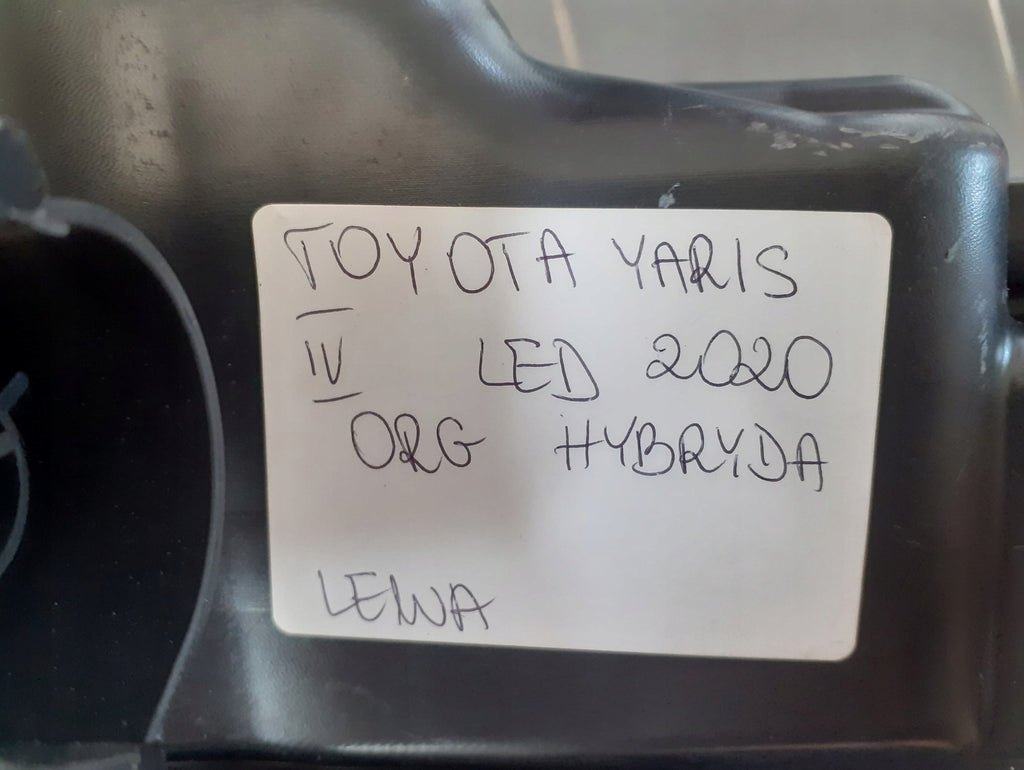 TOYOTA YARIS
IV LED 2020
ORG HYBRYDA
LEWA